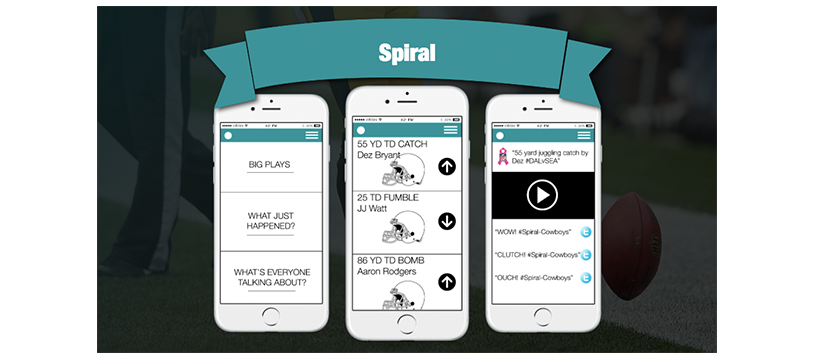 Spiral
BIG PLAYS
WHAT JUST
HAPPENED?
WHAT'S EVERYONE
TALKING ABOUT?
55 YD TD CATCH
Dez Bryant
25 TD FUMBLE
JJ Watt
86 YD TD BOMB
Aaron Rodgers
"55 yard juggling catch by
Dez #DALvSEA"
"WOW! #Spiral-Cowboys"
"CLUTCH! #Spiral-Cowboys"
"OUCH! #Spiral-Cowboys"